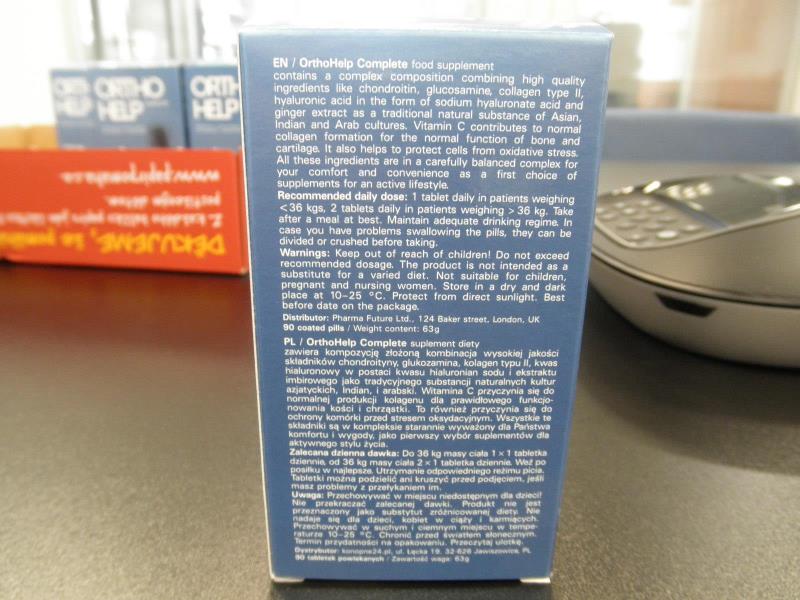 ORTHO
HELP
ORTH
HELP
EN / OrthoHelp Complete food supplement
contains a complex composition combining high quality
ingredients like chondroitin, glucosamine, collagen type II,
hyaluronic acid in the form of sodium hyaluronate acid and
ginger extract as a traditional natural substance of Asian,
Indian and Arab cultures. Vitamin C contributes to normal
collagen formation for the normal function of bone and
cartilage. It also helps to protect cells from oxidative stress.
All these ingredients are in a carefully balanced complex for
your comfort and convenience as a first choice of
supplements for an active lifestyle.
Recommended daily dose: 1 tablet daily in patients weighing
<36 kgs, 2 tablets daily in patients weighing > 36 kg. Take
after a meal at best. Maintain adequate drinking regime. In
case you have problems swallowing the pills, they can be
divided or crushed before taking.
Warnings: Keep out of reach of children! Do not exceed
recommended dosage. The product is not intended as a
substitute for a varied diet. Not suitable for children,
pregnant and nursing women. Store in a dry and dark
place at 10–25 °C. Protect from direct sunlight. Best
before date on the package.
Distributor: Pharma Future Ltd., 124 Baker street, London, UK
90 coated pills / Weight content: 63g
PL / OrthoHelp Complete suplement diety
zawiera kompozycję złożoną kombinacja wysokiej jakości
składników chondroityny, glukozamina, kolagen typu II, kwas
hialuronowy w postaci kwasu hialuronian sodu i ekstraktu
imbirowego jako tradycyjnego substancji naturalnych kultur
azjatyckich, Indian, i arabski. Witamina C przyczynia się do
normalnej produkcji kolagenu dla prawidłowego funkcjo-
nowania kości i chrząstki. To również przyczynia się do
ochrony komórki przed stresem oksydacyjnym. Wszystkie te
składniki są w kompleksie starannie wyważony dla Państwa
komfortu i wygody, jako pierwszy wybór suplementów dla
aktywnego stylu życia.
Zalecana dzienna dawka: Do 36 kg masy ciała 1 × 1 tabletka
dziennie, od 36 kg masy ciała 2 × 1 tabletka dziennie. Weź po
posiłku w najlepsze. Utrzymanie odpowiedniego reżimu picia.
Tabletki można podzielić ani kruszyć przed podjęciem, jeśli
masz problemy z przełykaniem im.
Uwaga: Przechowywać w miejscu niedostępnym dla dzieci!
Nie przekraczać zalecanej dawki. Produkt nie jest
przeznaczony jako substytut zróżnicowanej diety. Nie
nadaje się dla dzieci, kobiet w ciąży i karmiących.
Przechowywać w suchym i ciemnym miejscu w tempe-
raturze 10–25 °C. Chronić przed światłem słonecznym.
Termin przydatności na opakowaniu. Przeczytaj ulotkę.
Dystrybutor: konopne24.pl, ul. Łęcka 19, 32-626 Jawiszowice, PL
90 tabletek powlekanych / Zawartość waga: 63g
DĚKUJEME,